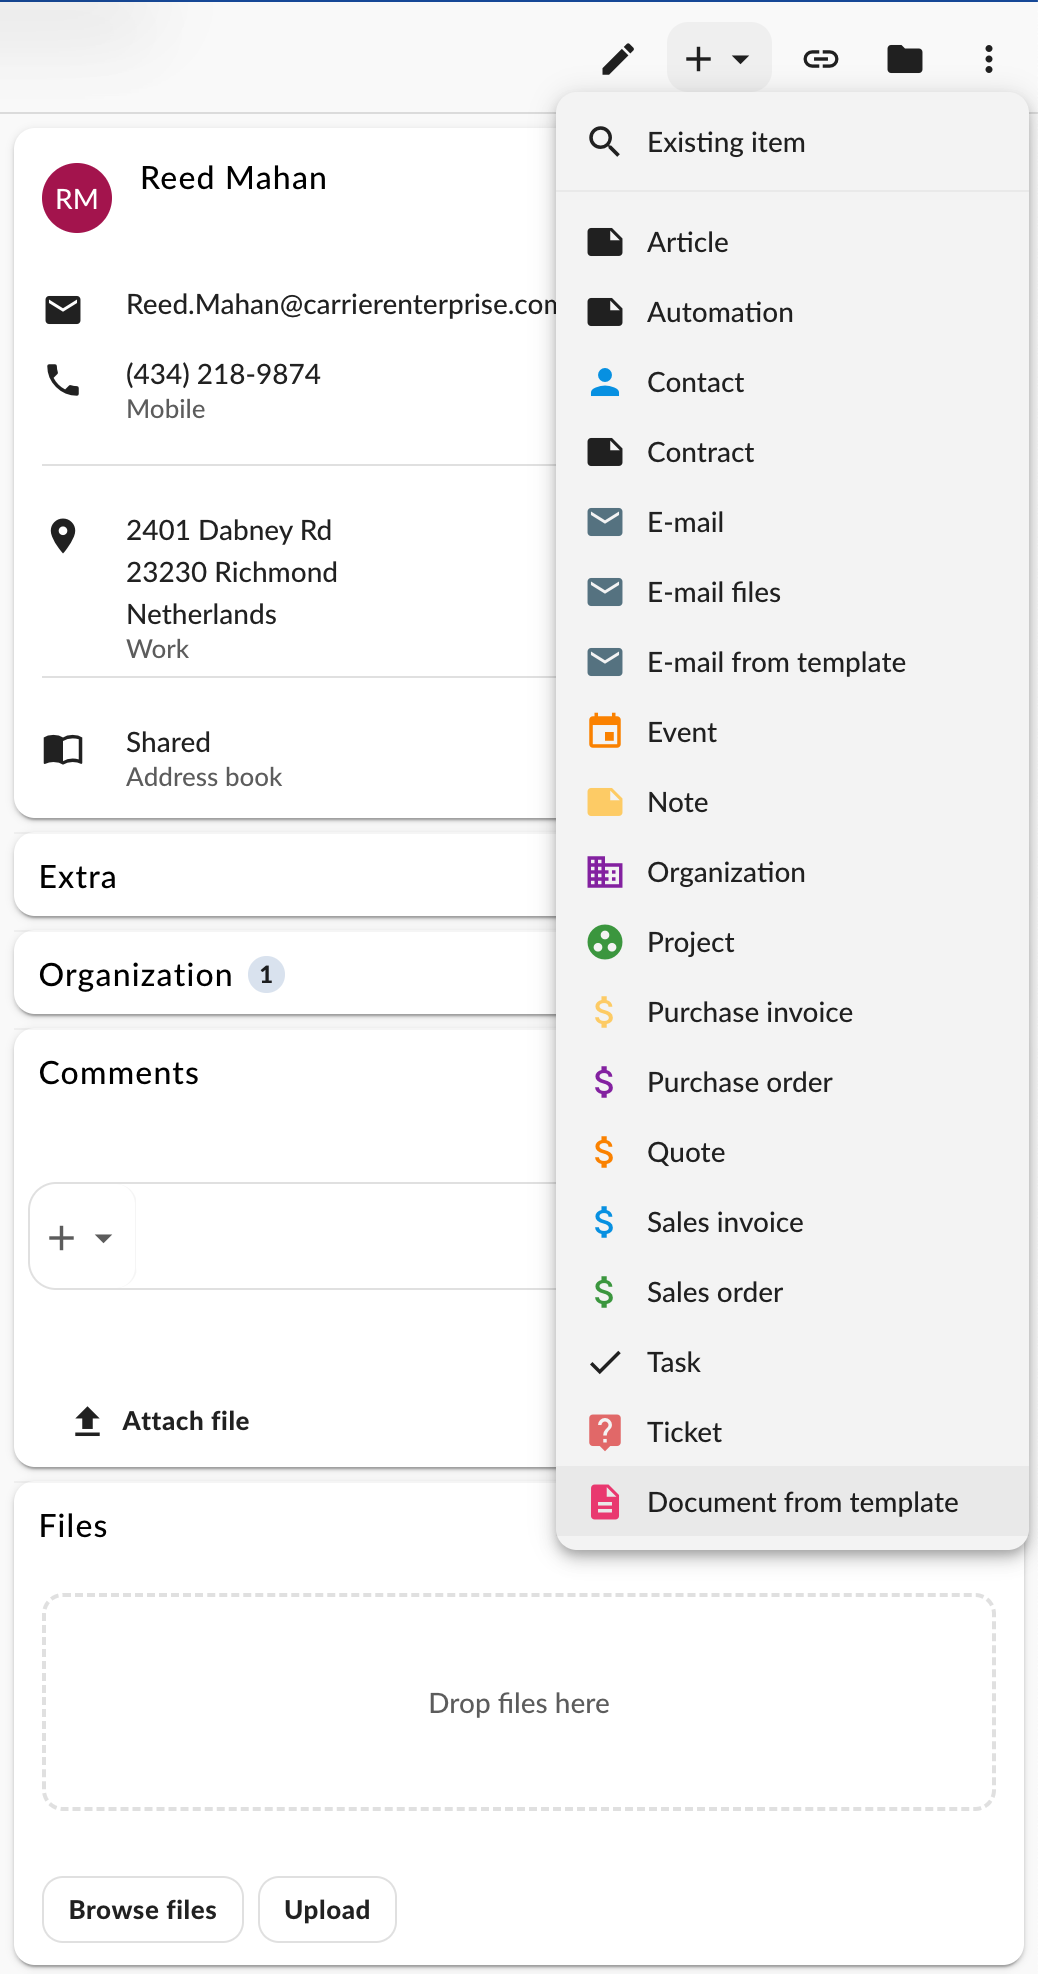 RM
Reed Mahan
Reed.Mahan@carrierenterprise.com
(434) 218-9874
Mobile
2401 Dabney Rd
23230 Richmond
Netherlands
Work
Shared
Address book
Extra
Organization 1
Comments
Attach file
Files
Drop files here
Browse files
Upload
Existing item
Article
Automation
Contact
Contract
E-mail
E-mail files
E-mail from template
Event
Note
Organization
Project
Purchase invoice
Purchase order
Quote
Sales invoice
Sales order
Task
Ticket
Document from template